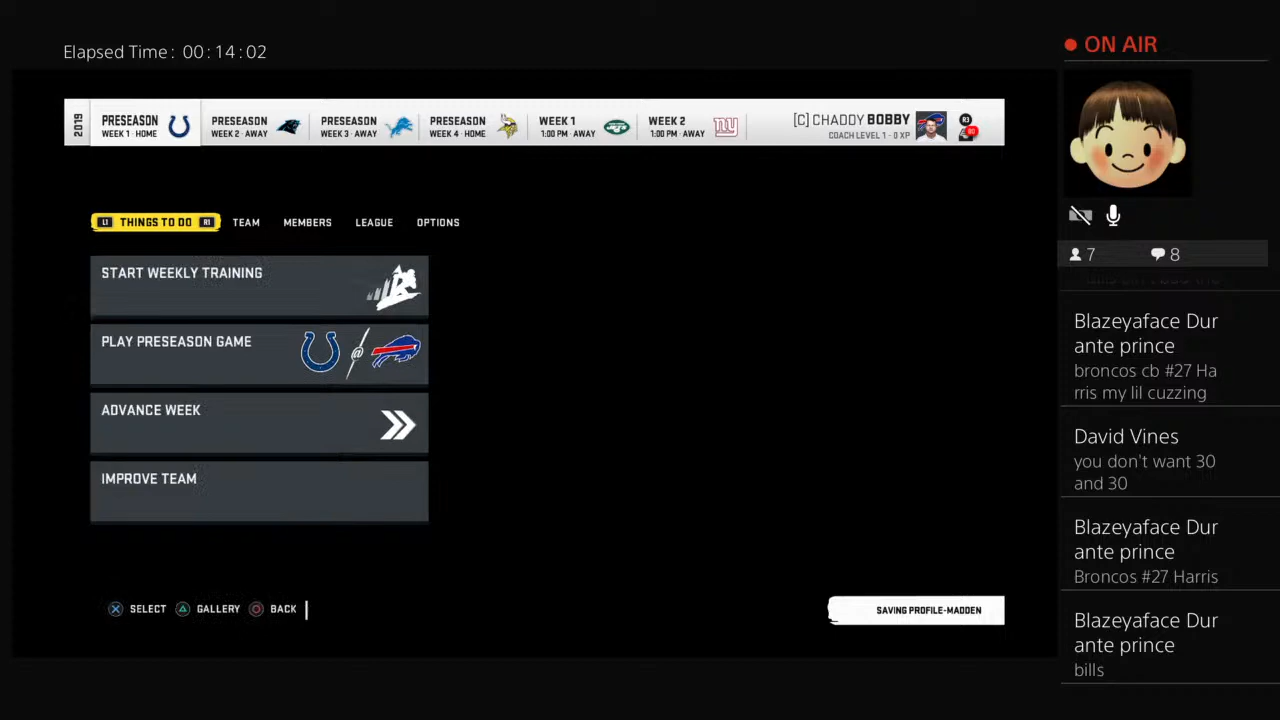 Elapsed Time: 00:14:02
ON AIR
2019
PRESEASON
WEEK 1 · HOME
PRESEASON
WEEK 2 · AWAY
PRESEASON
WEEK 3 · AWAY
PRESEASON
WEEK 4 · HOME
WEEK 1
1:00 PM · AWAY
WEEK 2
1:00 PM · AWAY
[C] CHADDY BOBBY
COACH LEVEL 1 · 0 XP
R3
L1 THINGS TO DO R1
TEAM
MEMBERS
LEAGUE
OPTIONS
START WEEKLY TRAINING
PLAY PRESEASON GAME
@
ADVANCE WEEK
IMPROVE TEAM
SELECT
GALLERY
BACK
SAVING PROFILE-MADDEN
7
8
Blazeyaface Dur
ante prince
broncos cb #27 Ha
rris my lil cuzzing
David Vines
you don't want 30
and 30
Blazeyaface Dur
ante prince
Broncos #27 Harris
Blazeyaface Dur
ante prince
bills